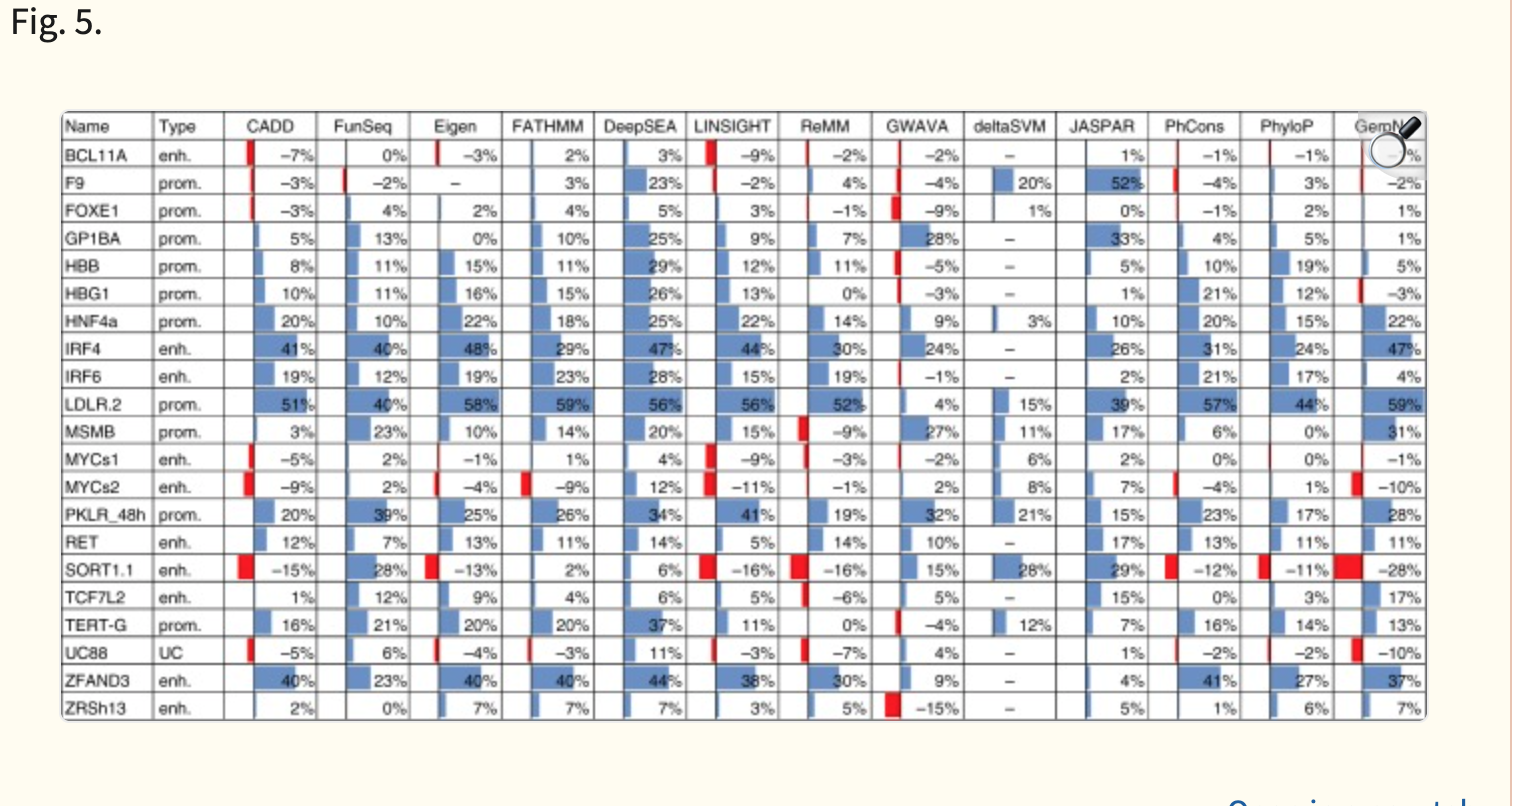 Fig. 5.
Name Type CADD FunSeq Eigen FATHMM DeepSEA LINSIGHT ReMM GWAVA deltaSVM JASPAR PhCons PhyloP
BCL11A enh. −7% 0% −3% 2% 3% −9% −2% −2% – 1% −1% −1%
F9 prom. −3% −2% – 3% 23% −2% 4% −4% 20% 52% −4% 3% −2%
FOXE1 prom. −3% 4% 2% 4% 5% 3% −1% −9% 1% 0% −1% 2% 1%
GP1BA prom. 5% 13% 0% 10% 25% 9% 7% 28% – 33% 4% 5% 1%
HBB prom. 8% 11% 15% 11% 29% 12% 11% −5% – 5% 10% 19% 5%
HBG1 prom. 10% 11% 16% 15% 26% 13% 0% −3% – 1% 21% 12% −3%
HNF4a prom. 20% 10% 22% 18% 25% 22% 14% 9% 3% 10% 20% 15% 22%
IRF4 enh. 41% 40% 48% 29% 47% 44% 30% 24% – 26% 31% 24% 47%
IRF6 enh. 19% 12% 19% 23% 28% 15% 19% −1% – 2% 21% 17% 4%
LDLR.2 prom. 51% 40% 58% 59% 56% 56% 52% 4% 15% 39% 57% 44% 59%
MSMB prom. 3% 23% 10% 14% 20% 15% −9% 27% 11% 17% 6% 0% 31%
MYCs1 enh. −5% 2% −1% 1% 4% −9% −3% −2% 6% 2% 0% 0% −1%
MYCs2 enh. −9% 2% −4% −9% 12% −11% −1% 2% 8% 7% −4% 1% −10%
PKLR_48h prom. 20% 39% 25% 26% 34% 41% 19% 32% 21% 15% 23% 17% 28%
RET enh. 12% 7% 13% 11% 14% 5% 14% 10% – 17% 13% 11% 11%
SORT1.1 enh. −15% 28% −13% 2% 6% −16% −16% 15% 28% 29% −12% −11% −28%
TCF7L2 enh. 1% 12% 9% 4% 6% 5% −6% 5% – 15% 0% 3% 17%
TERT-G prom. 16% 21% 20% 20% 37% 11% 0% −4% 12% 7% 16% 14% 13%
UC88 UC −5% 6% −4% −3% 11% −3% −7% 4% – 1% −2% −2% −10%
ZFAND3 enh. 40% 23% 40% 40% 44% 38% 30% 9% – 4% 41% 27% 37%
ZRSh13 enh. 2% 0% 7% 7% 7% 3% 5% −15% – 5% 1% 6% 7%